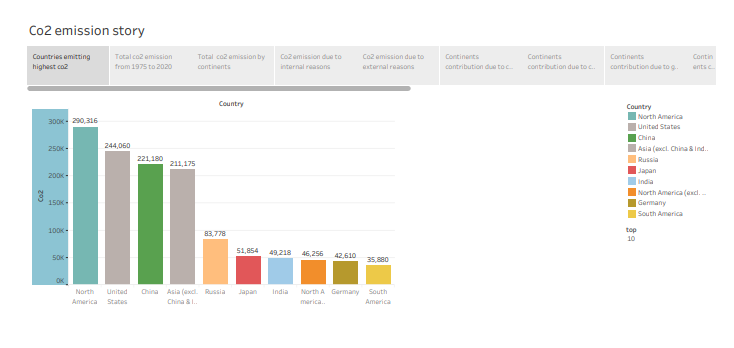 Co2 emission story
Countries emitting
highest co2
Total co2 emission
from 1975 to 2020
Total co2 emission by
continents
Co2 emission due to
internal reasons
Co2 emission due to
external reasons
Continents
contribution due to c...
Continents
contribution due to c...
Continents
contribution due to g...
Contin
ents c...
Country
Co2
300K
250K
200K
150K
100K
50K
0K
290,316
244,060
221,180
211,175
83,778
51,854
49,218
46,256
42,610
35,880
North
America
United
States
China
Asia (excl.
China & I..
Russia
Japan
India
North A
merica..
Germany
South
America
Country
North America
United States
China
Asia (excl. China & Ind..
Russia
Japan
India
North America (excl. ...
Germany
South America
top
10